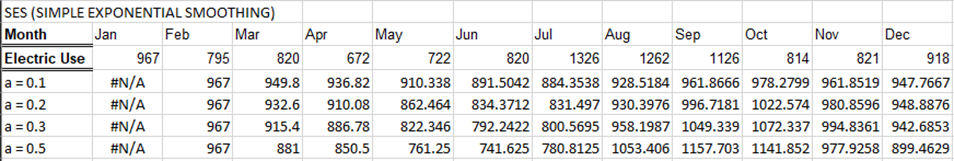 SES (SIMPLE EXPONENTIAL SMOOTHING)
Month Jan Feb Mar Apr May Jun Jul Aug Sep Oct Nov Dec
Electric Use 967 795 820 672 722 820 1326 1262 1126 814 821 918
a = 0.1 #N/A 967 949.8 936.82 910.338 891.5042 884.3538 928.5184 961.8666 978.2799 961.8519 947.7667
a = 0.2 #N/A 967 932.6 910.08 862.464 834.3712 831.497 930.3976 996.7181 1022.574 980.8596 948.8876
a = 0.3 #N/A 967 915.4 886.78 822.346 792.2422 800.5695 958.1987 1049.339 1072.337 994.8361 942.6853
a = 0.5 #N/A 967 881 850.5 761.25 741.625 780.8125 1053.406 1157.703 1141.852 977.9258 899.4629